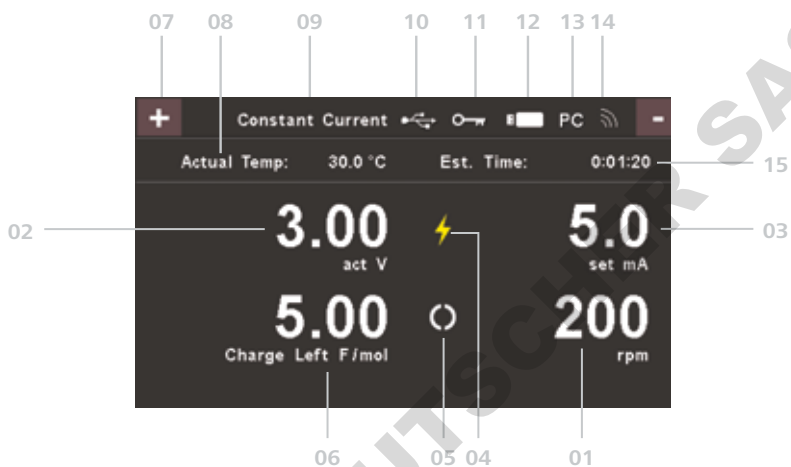 07 08 09 10 11 12 13 14
+ Constant Current PC -
Actual Temp: 30.0 °C Est. Time: 0:01:20 15
02 3.00 5.0 03
act V set mA
5.00 200
Charge Left F/mol rpm
06 05 04 01